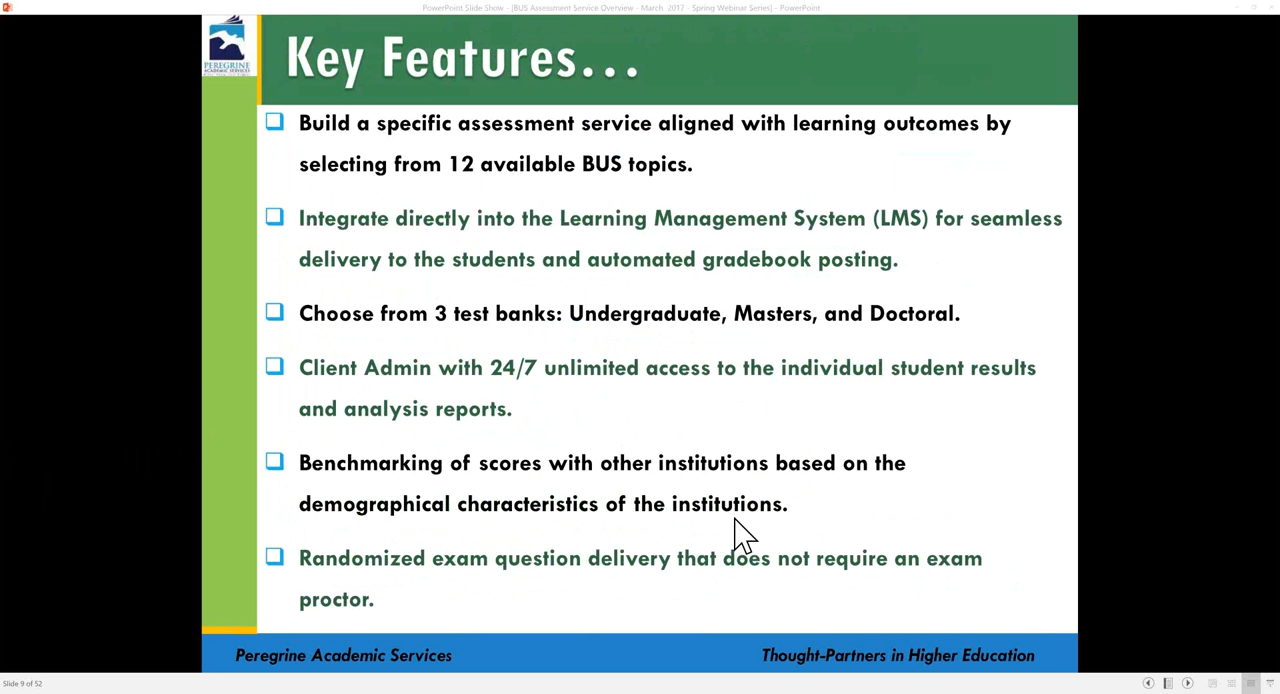 PowerPoint Slide Show - [BUS Assessment Service Overview - March 2017 - Spring Webinar Series] - PowerPoint
PEREGRINE
ACADEMIC SERVICES
Key Features...
Build a specific assessment service aligned with learning outcomes by
selecting from 12 available BUS topics.
Integrate directly into the Learning Management System (LMS) for seamless
delivery to the students and automated gradebook posting.
Choose from 3 test banks: Undergraduate, Masters, and Doctoral.
Client Admin with 24/7 unlimited access to the individual student results
and analysis reports.
Benchmarking of scores with other institutions based on the
demographical characteristics of the institutions.
Randomized exam question delivery that does not require an exam
proctor.
Peregrine Academic Services
Thought-Partners in Higher Education
Slide 9 of 52